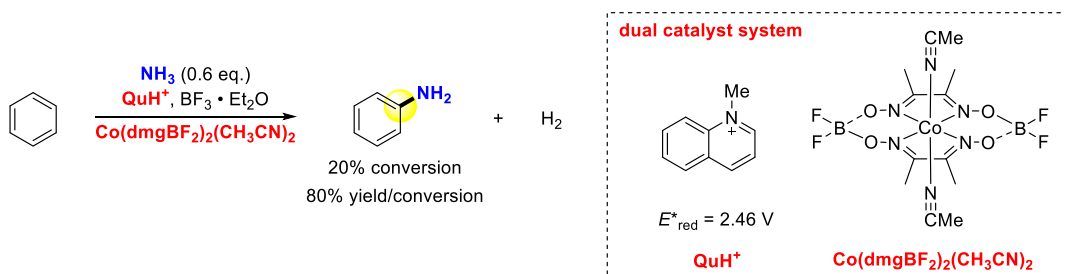 NH3 (0.6 eq.)
QuH+, BF3 • Et2O
Co(dmgBF2)2(CH3CN)2
NH2
+
H2
20% conversion
80% yield/conversion
dual catalyst system
Me
N
+
E*red = 2.46 V
QuH+
CMe
N
O N N O
F B Co B F
F O N N O F
N
CMe
Co(dmgBF2)2(CH3CN)2